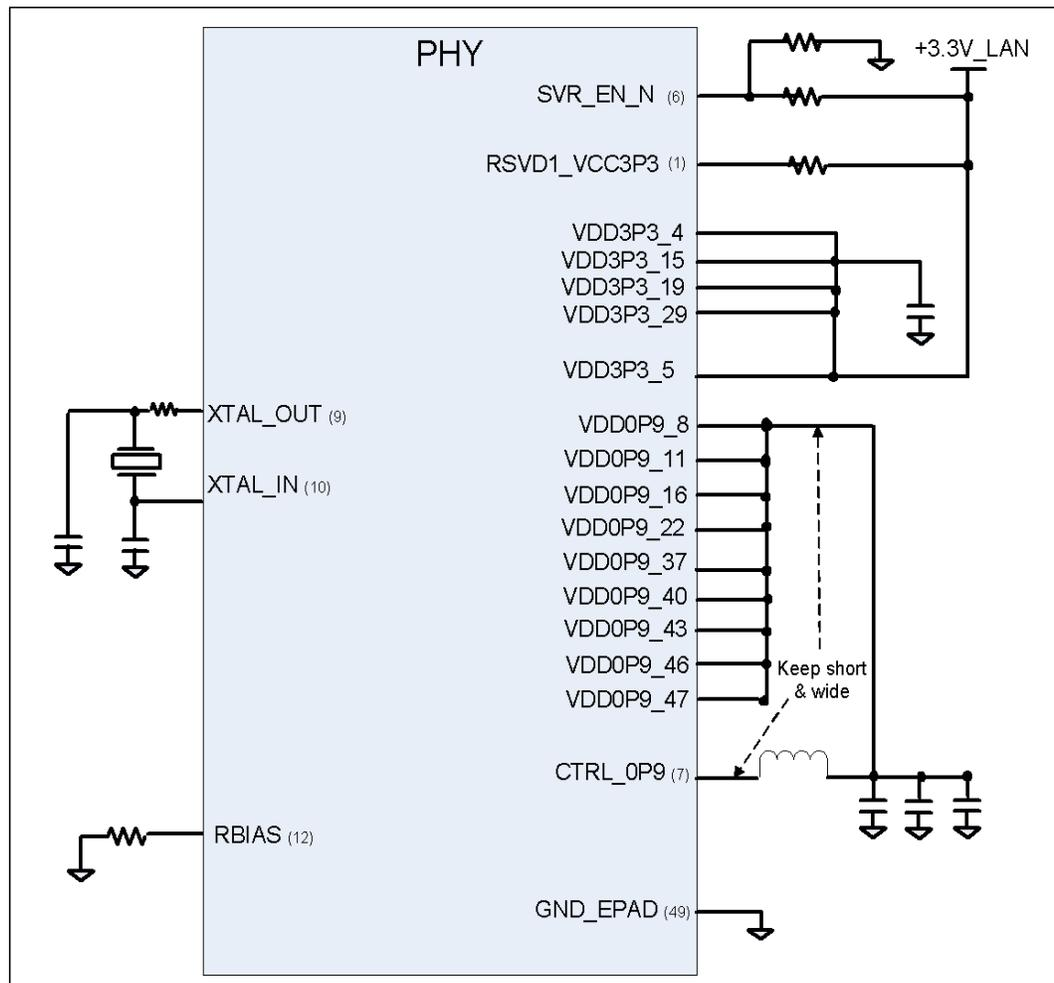 PHY
+3.3V_LAN
SVR_EN_N (6)
RSVD1_VCC3P3 (1)
VDD3P3_4
VDD3P3_15
VDD3P3_19
VDD3P3_29
VDD3P3_5
XTAL_OUT (9)
XTAL_IN (10)
VDD0P9_8
VDD0P9_11
VDD0P9_16
VDD0P9_22
VDD0P9_37
VDD0P9_40
VDD0P9_43
VDD0P9_46
VDD0P9_47
Keep short
& wide
CTRL_0P9 (7)
RBIAS (12)
GND_EPAD (49)